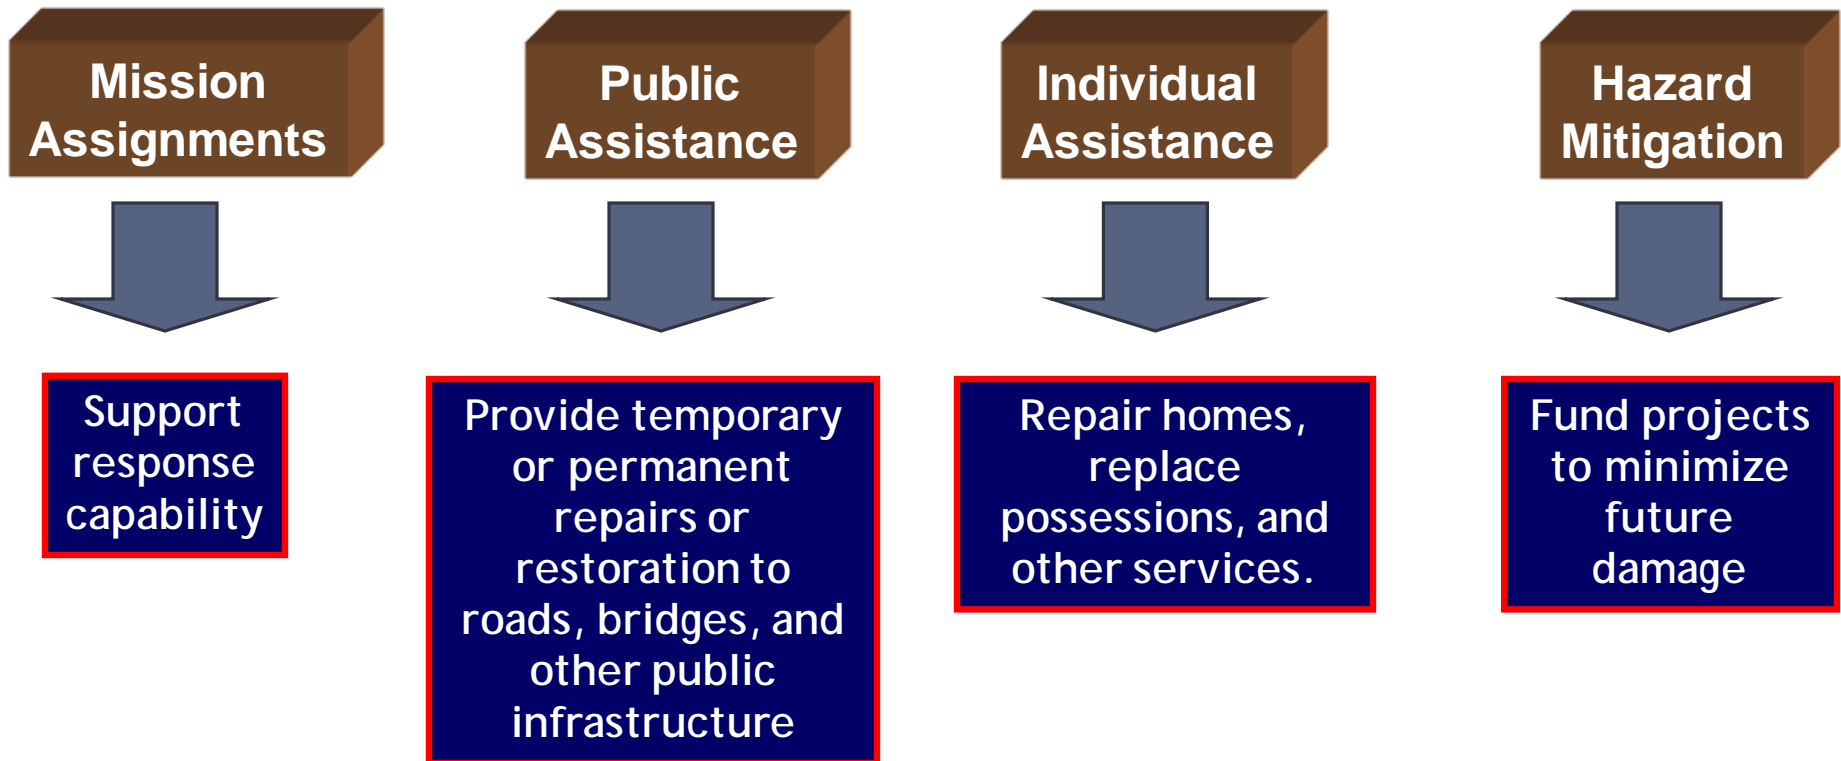 Mission
Assignments
Public
Assistance
Individual
Assistance
Hazard
Mitigation
Support
response
capability
Provide temporary
or permanent
repairs or
restoration to
roads, bridges, and
other public
infrastructure
Repair homes,
replace
possessions, and
other services.
Fund projects
to minimize
future
damage